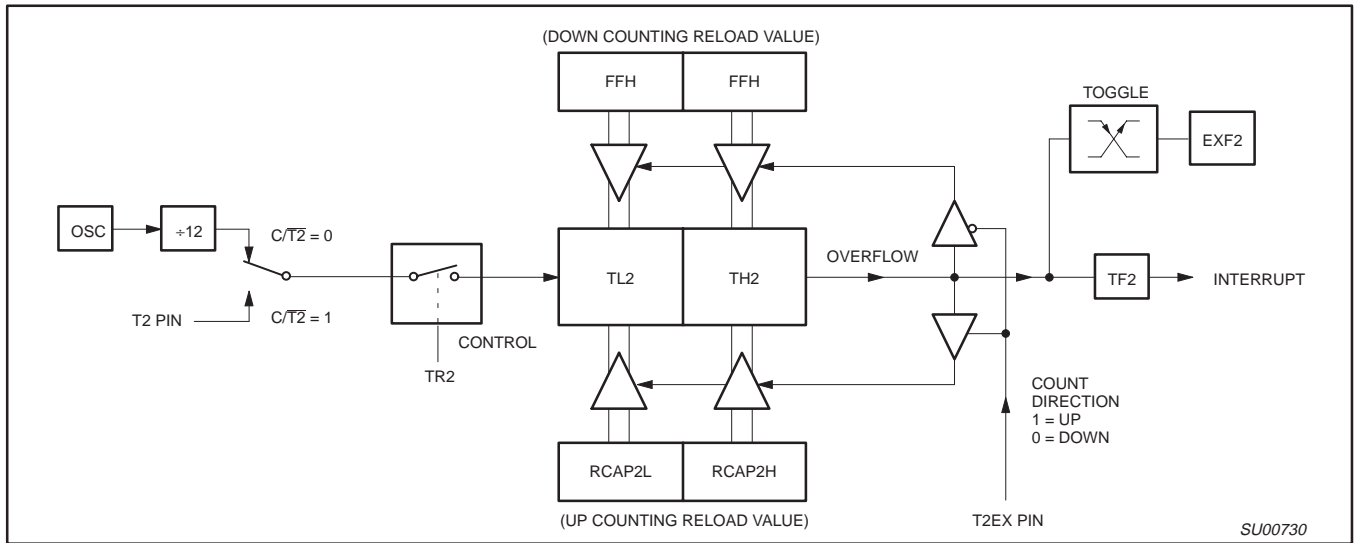 (DOWN COUNTING RELOAD VALUE)
FFH
FFH
TOGGLE
EXF2
OSC
÷12
C/T2̅ = 0
TL2
TH2
OVERFLOW
TF2
INTERRUPT
T2 PIN
C/T2̅ = 1
CONTROL
TR2
COUNT
DIRECTION
1 = UP
0 = DOWN
RCAP2L
RCAP2H
(UP COUNTING RELOAD VALUE)
T2EX PIN
SU00730